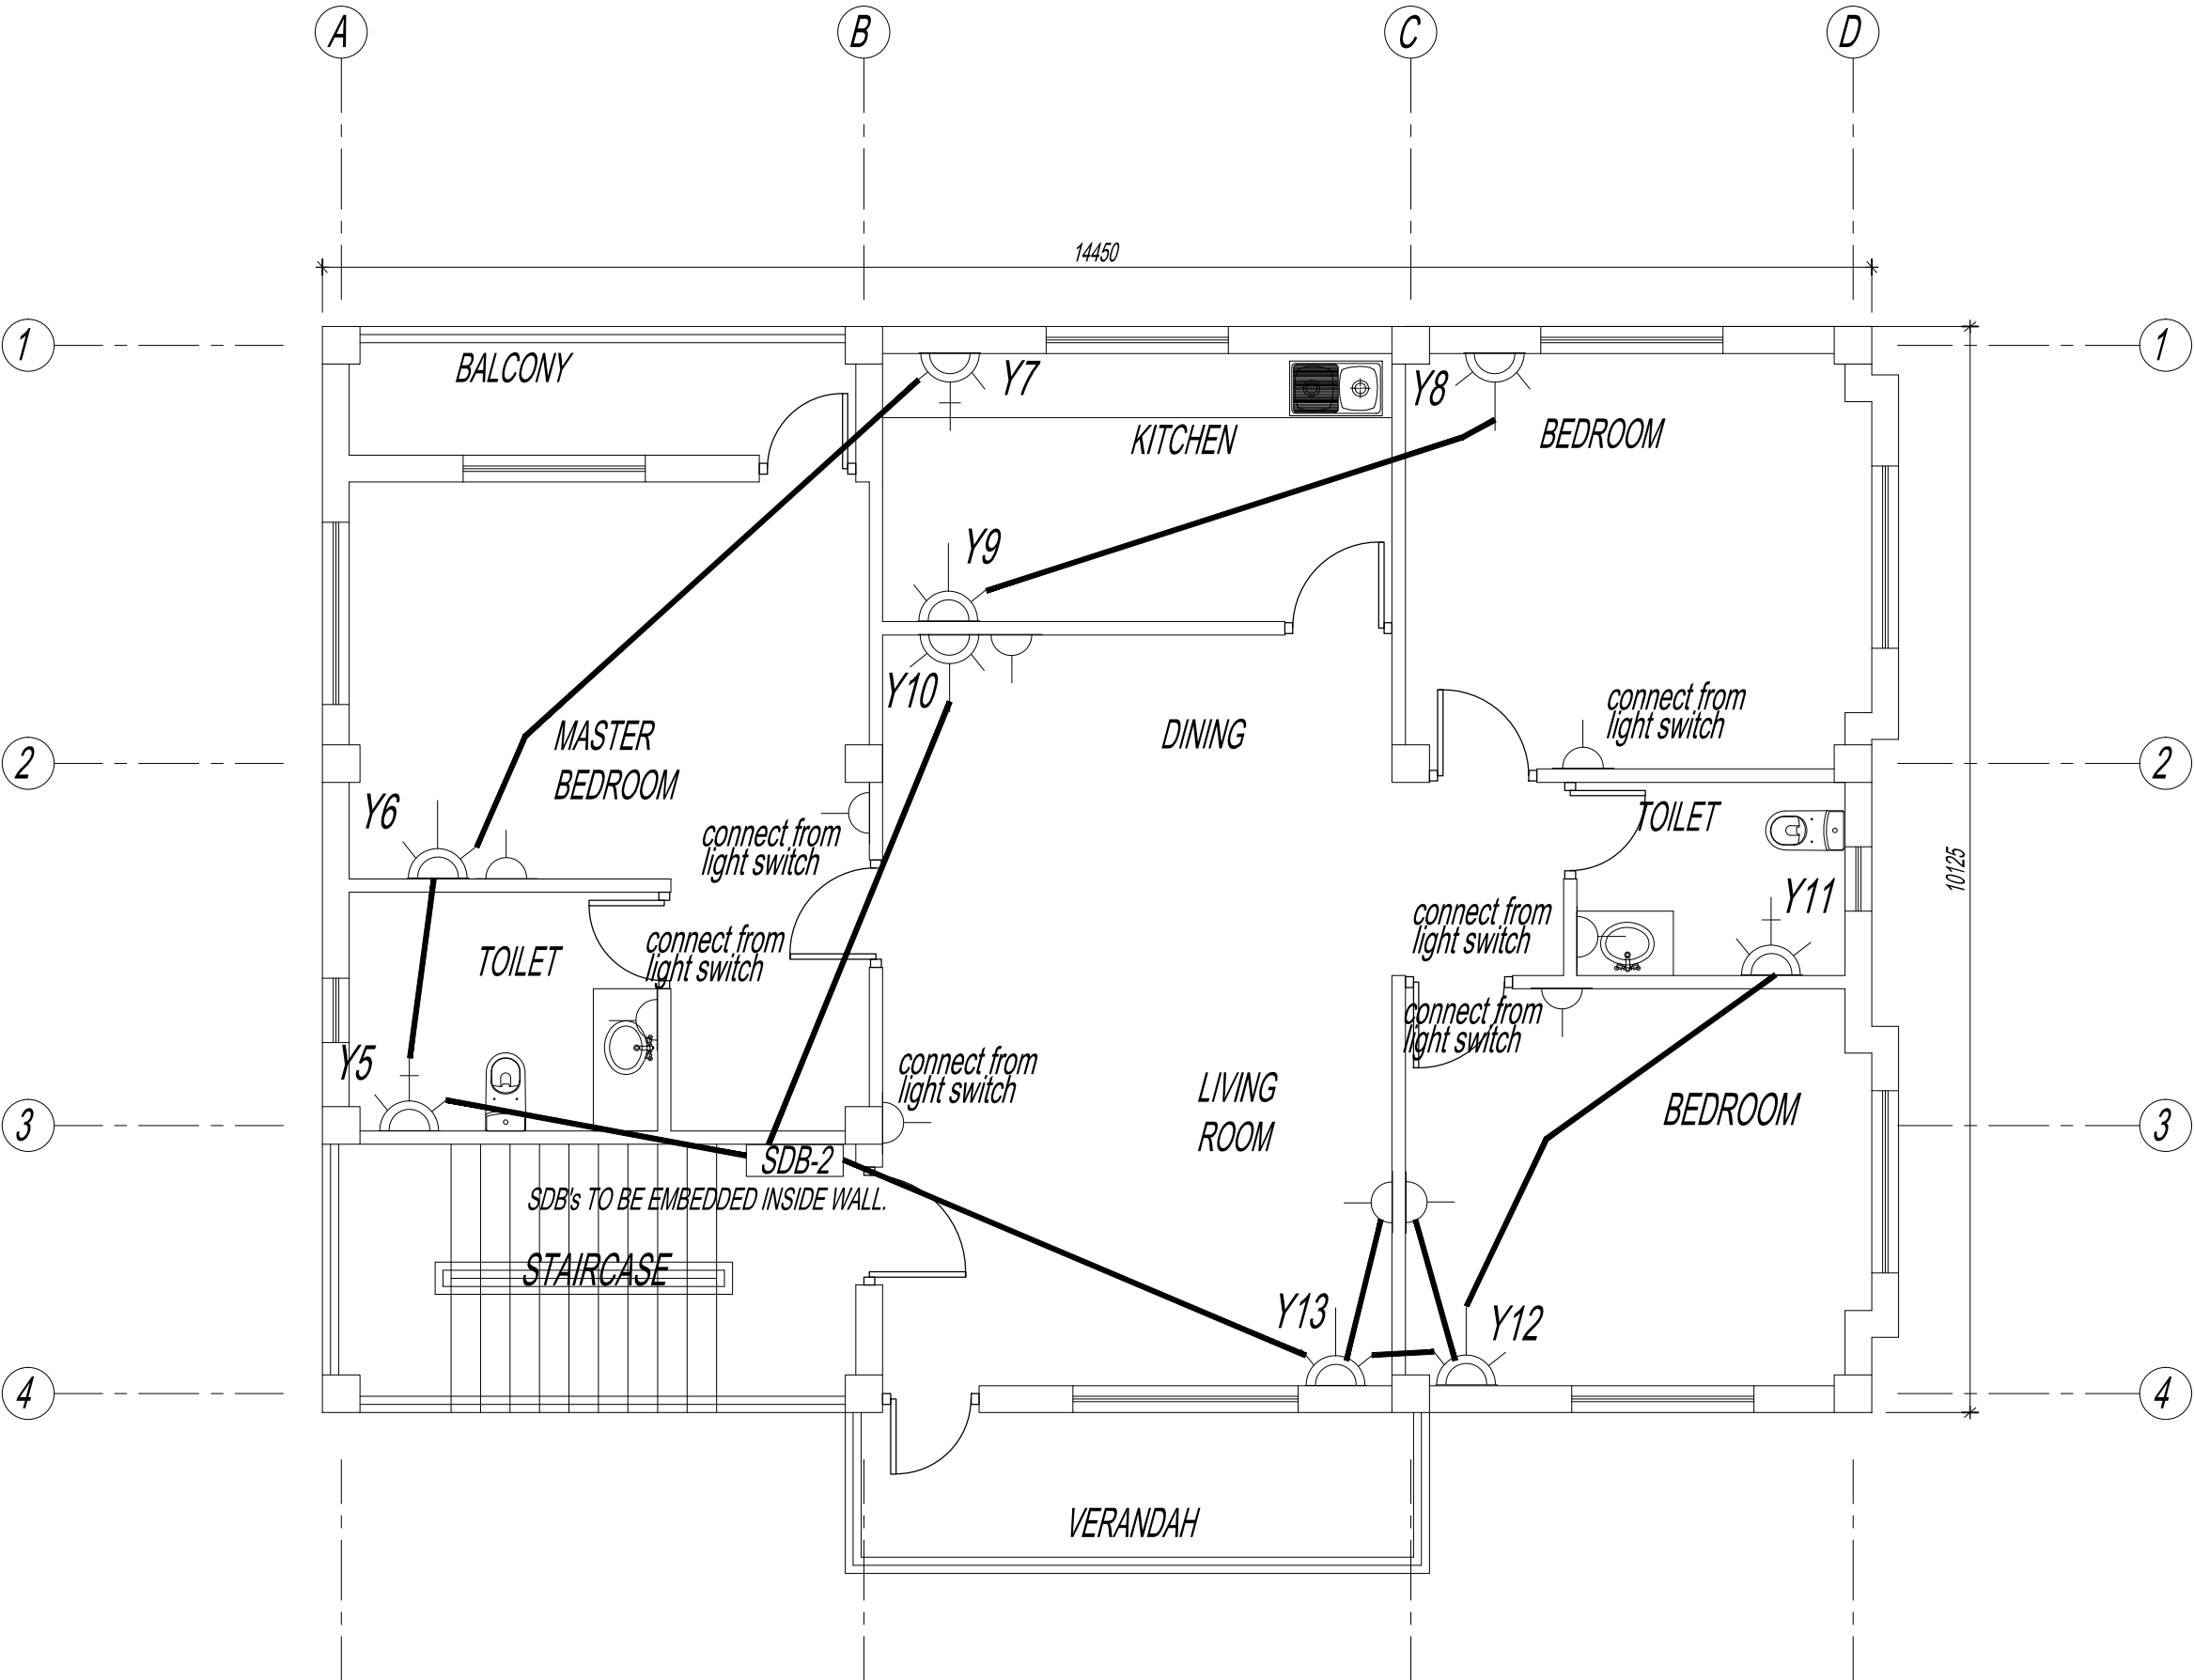 A
B
C
D
14450
1
1
BALCONY
Y7
Y8
KITCHEN
BEDROOM
Y9
Y10
connect from
light switch
MASTER
BEDROOM
DINING
2
2
Y6
TOILET
connect from
light switch
10125
Y11
connect from
light switch
TOILET
connect from
light switch
connect from
light switch
Y5
connect from
light switch
LIVING
ROOM
BEDROOM
3
3
SDB-2
SDB's TO BE EMBEDDED INSIDE WALL.
STAIRCASE
Y13
Y12
4
4
VERANDAH